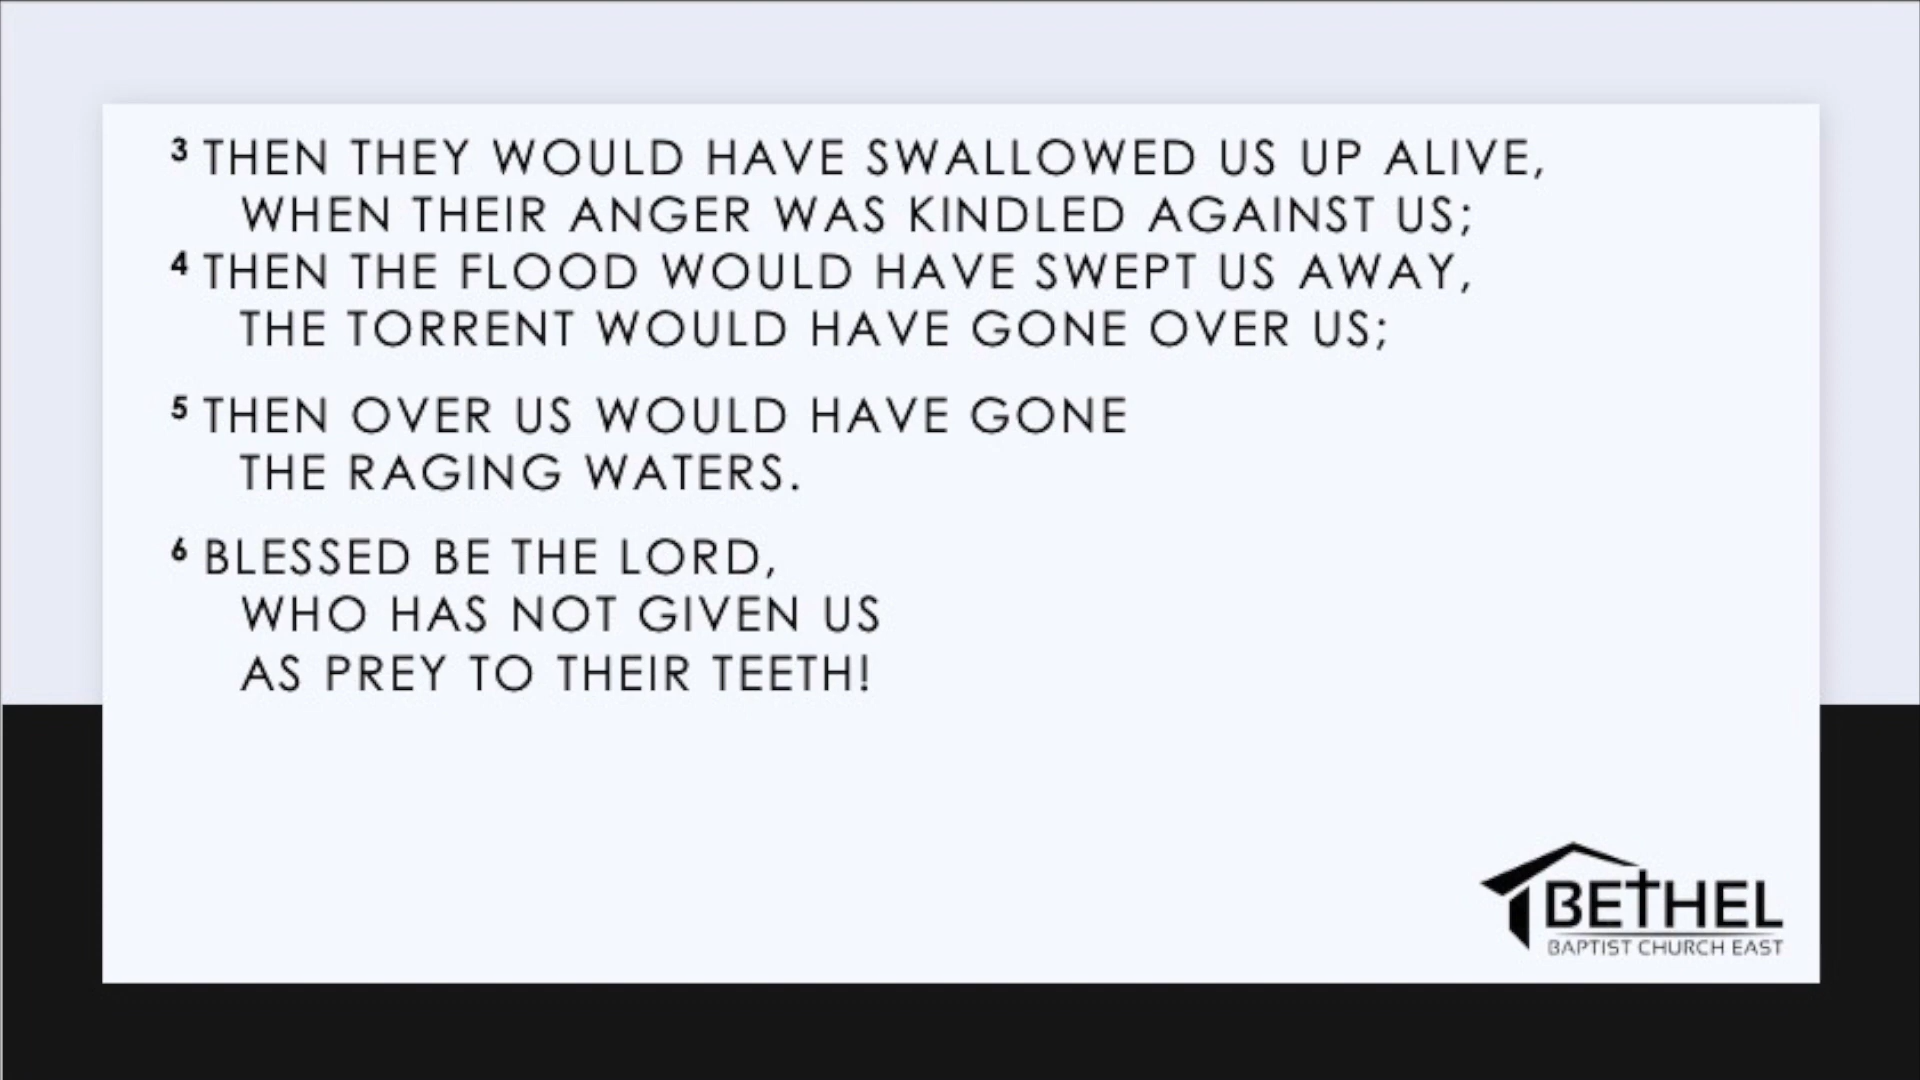 3 THEN THEY WOULD HAVE SWALLOWED US UP ALIVE,
WHEN THEIR ANGER WAS KINDLED AGAINST US;
4 THEN THE FLOOD WOULD HAVE SWEPT US AWAY,
THE TORRENT WOULD HAVE GONE OVER US;
5 THEN OVER US WOULD HAVE GONE
THE RAGING WATERS.
6 BLESSED BE THE LORD,
WHO HAS NOT GIVEN US
AS PREY TO THEIR TEETH!
BETHEL
BAPTIST CHURCH EAST